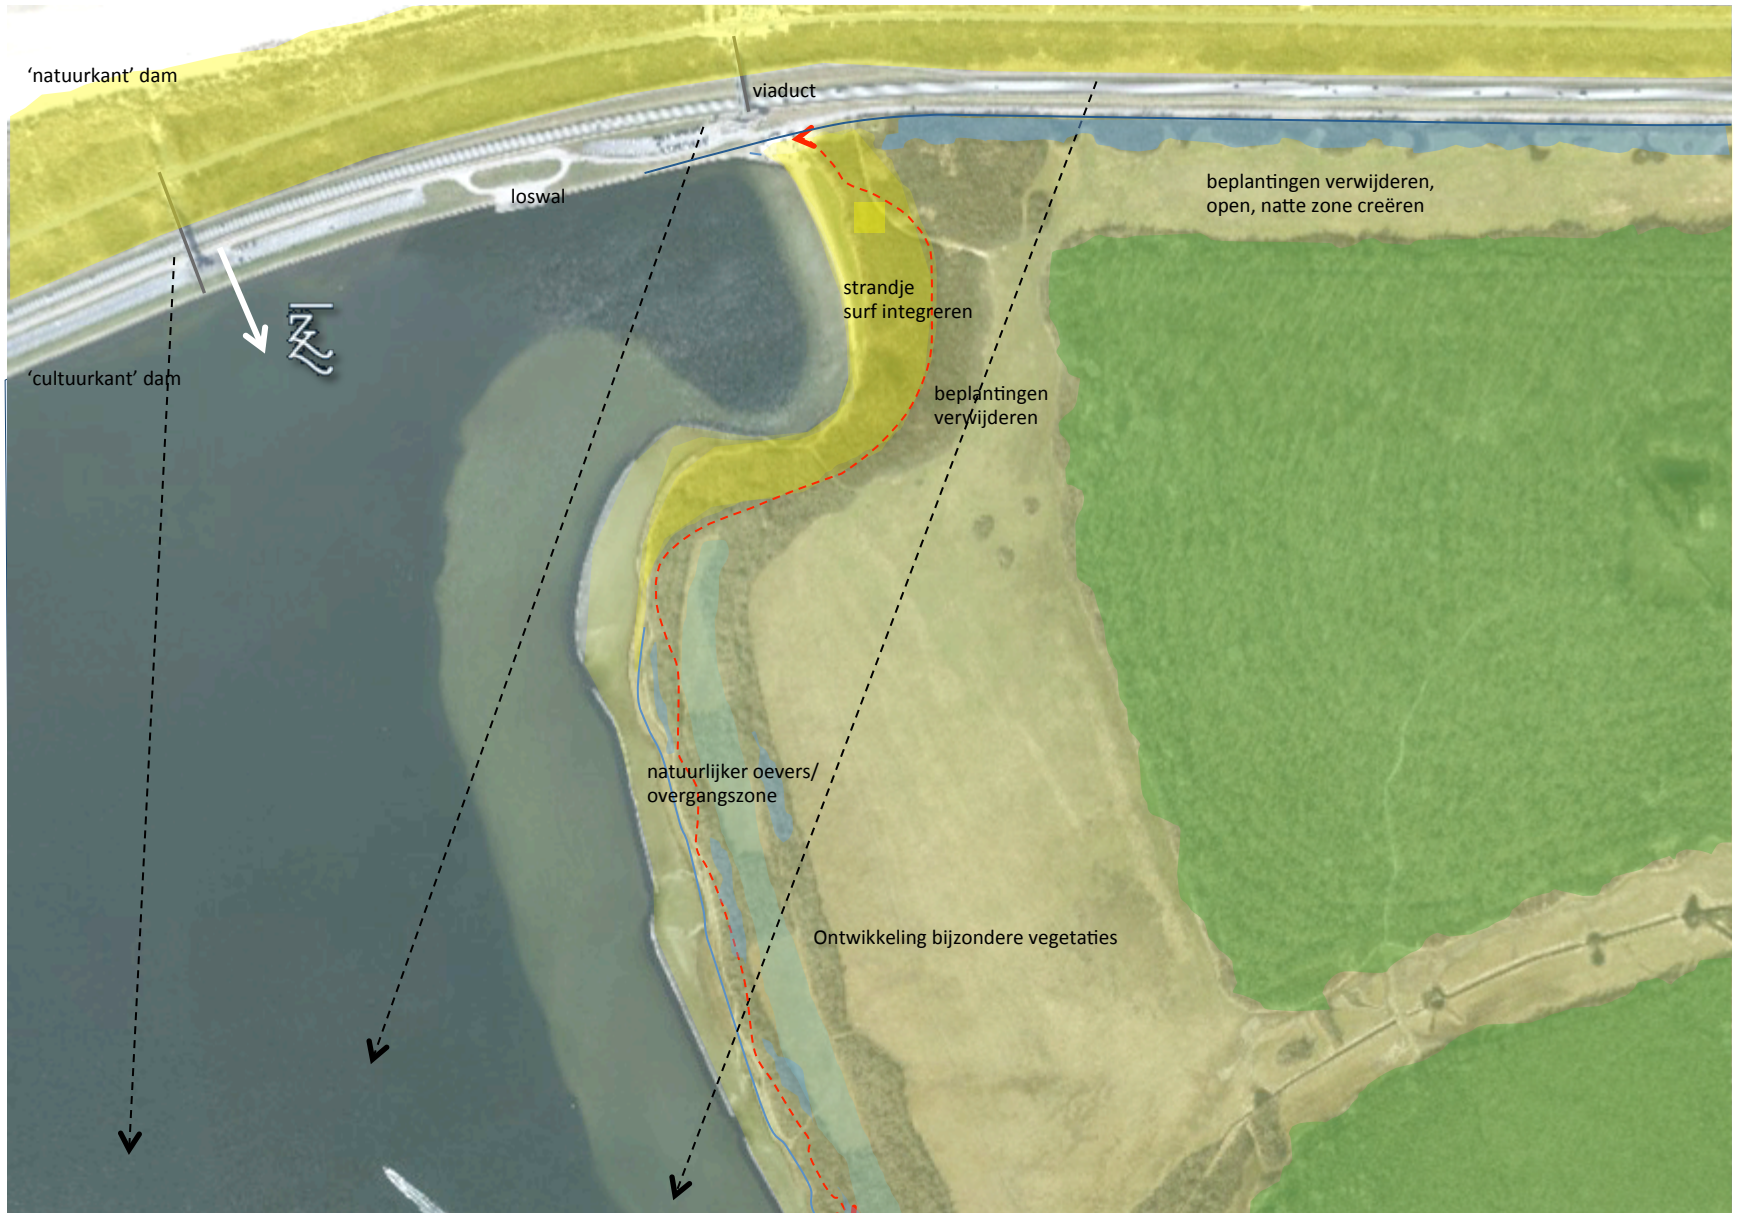 ‘natuurkant’ dam
viaduct
loswal
beplantingen verwijderen,
open, natte zone creëren
strandje
surf integreren
‘cultuurkant’ dam
beplantingen
verwijderen
natuurlijker oevers/
overgangszone
Ontwikkeling bijzondere vegetaties